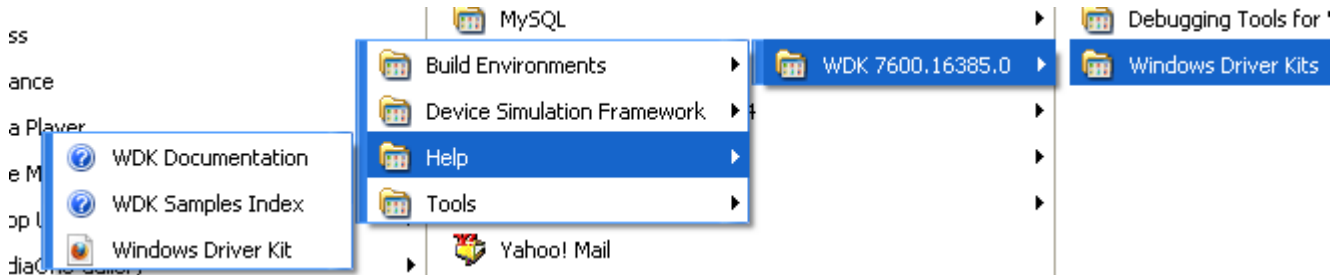 MySQL
Debugging Tools for
ss
Build Environments
WDK 7600.16385.0
Windows Driver Kits
ance
Device Simulation Framework
a Player
WDK Documentation
Help
e M
WDK Samples Index
Tools
op
Windows Driver Kit
Yahoo! Mail